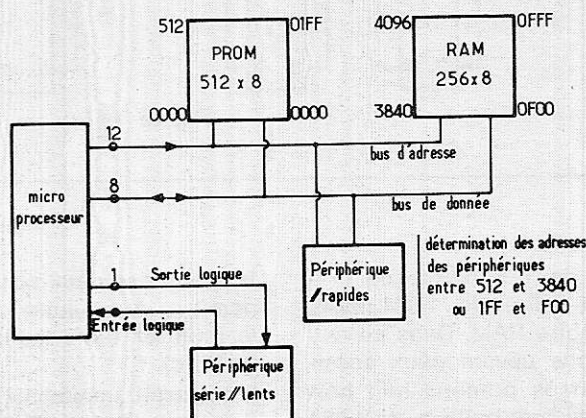 512
01FF
PROM
512 x 8
0000
0000
4096
0FFF
RAM
256x8
3840
0F00
micro
processeur
12
bus d'adresse
8
bus de donnée
1
Sortie logique
Entrée logique
Périphérique
//rapides
Périphérique
série//lents
détermination des adresses
des périphériques
entre 512 et 3840
ou 1FF et F00